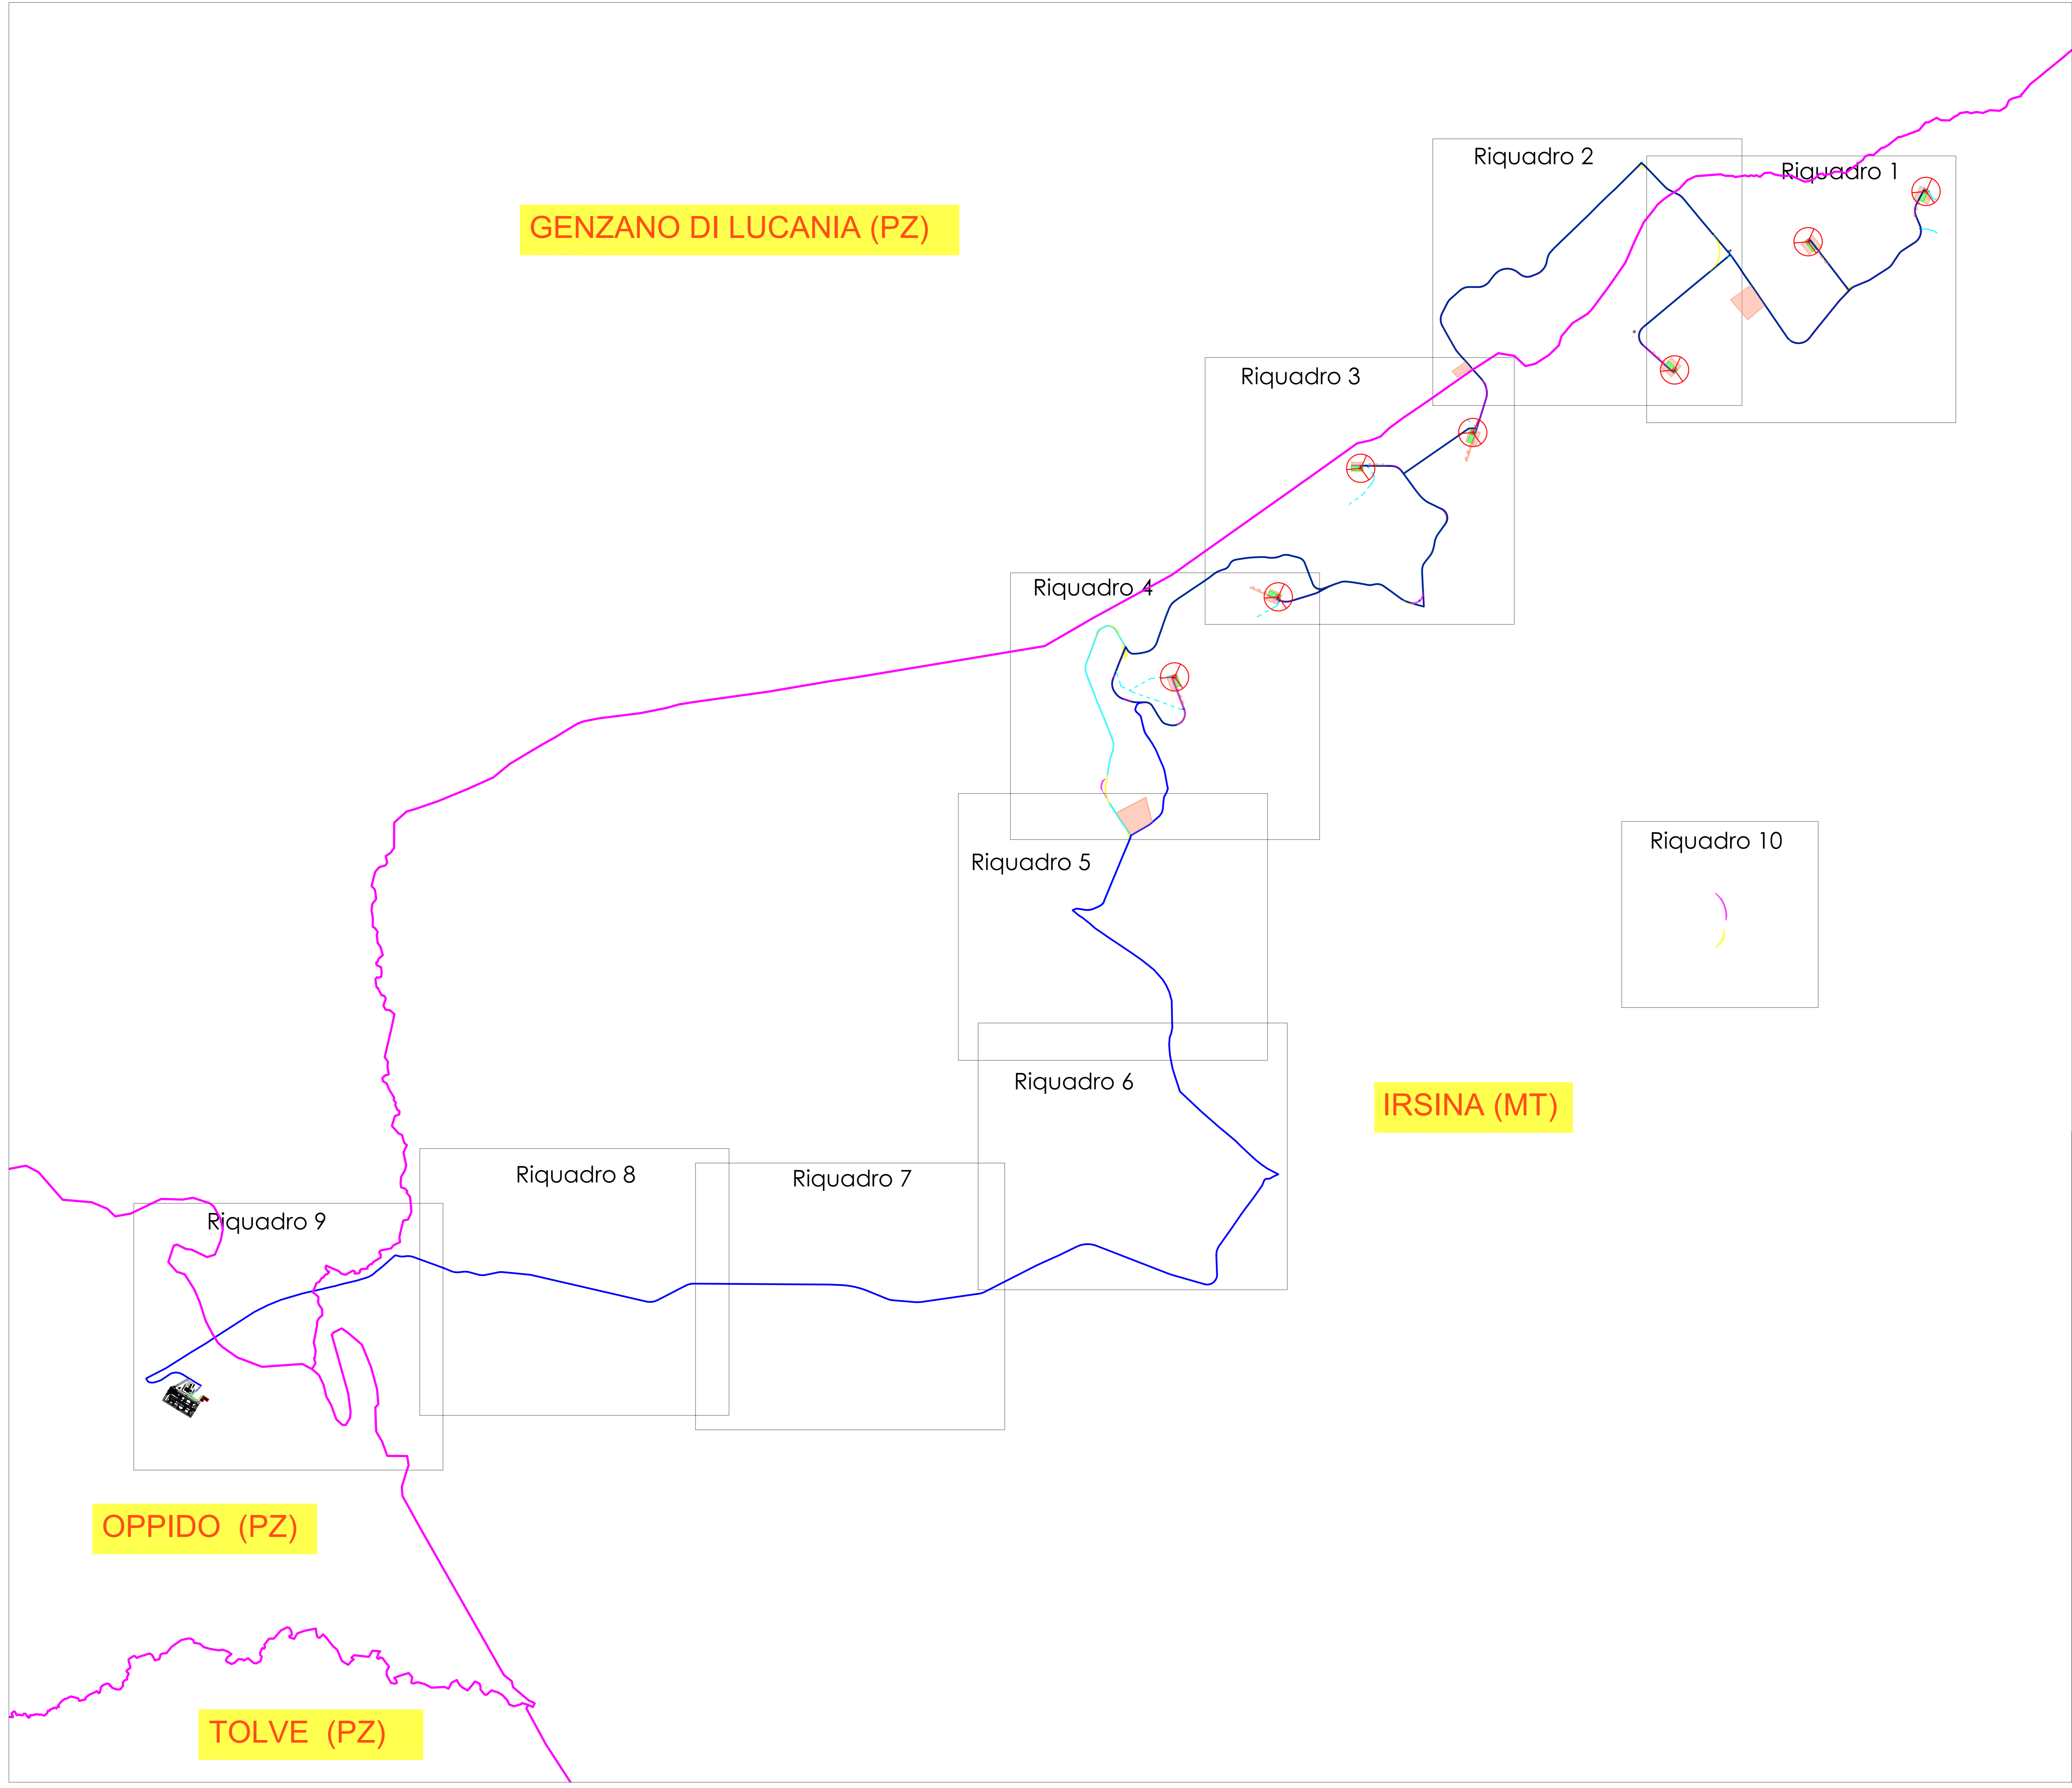 Riquadro 2
Riquadro 1
GENZANO DI LUCANIA (PZ)
Riquadro 3
Riquadro 4
Riquadro 10
Riquadro 5
Riquadro 6
IRSINA (MT)
Riquadro 8
Riquadro 7
Riquadro 9
OPPIDO (PZ)
TOLVE (PZ)